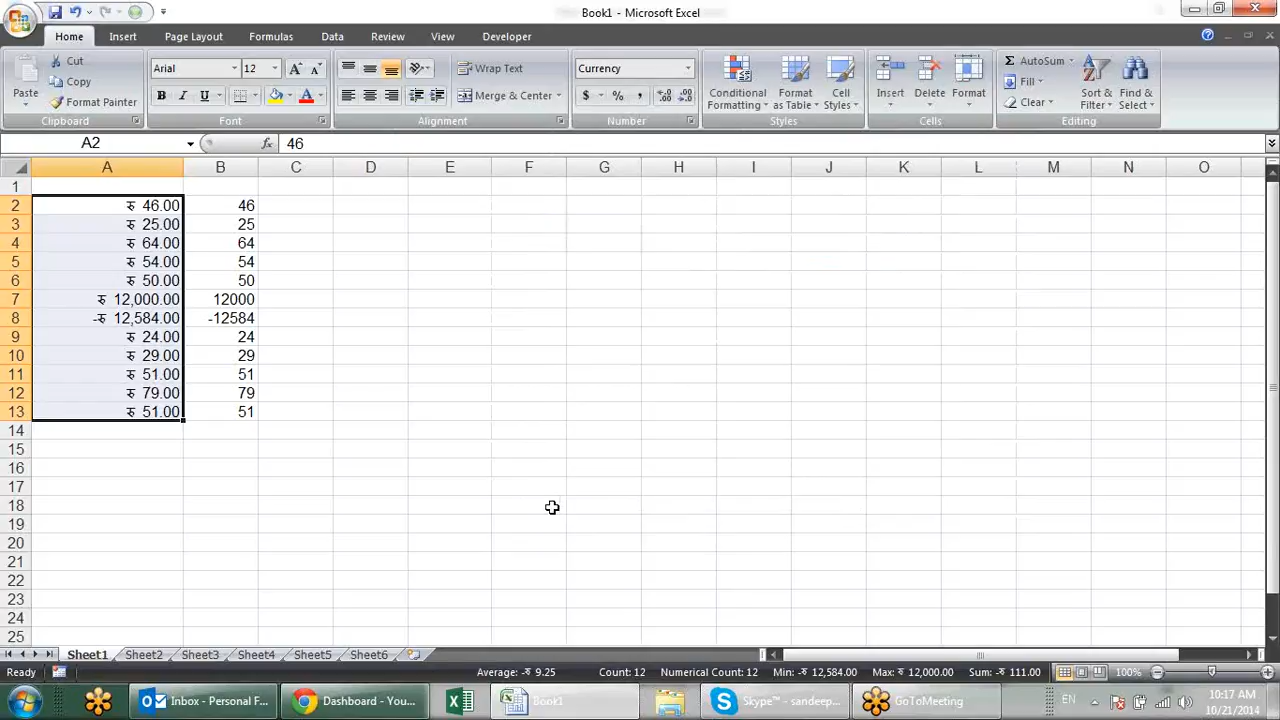 Book1 - Microsoft Excel
Home Insert Page Layout Formulas Data Review View Developer
Paste Cut Copy Format Painter
Arial 12
B I U A
Wrap Text
Merge & Center
Currency
$ % ,
Conditional Formatting Format as Table Cell Styles
Insert Delete Format
Σ AutoSum Fill Clear
Sort & Filter Find & Select
Clipboard Font Alignment Number Styles Cells Editing
A2 fx 46
A B C D E F G H I J K L M N O
1
2 रु 46.00 46
3 रु 25.00 25
4 रु 64.00 64
5 रु 54.00 54
6 रु 50.00 50
7 रु 12,000.00 12000
8 -रु 12,584.00 -12584
9 रु 24.00 24
10 रु 29.00 29
11 रु 51.00 51
12 रु 79.00 79
13 रु 51.00 51
14
15
16
17
18
19
20
21
22
23
24
25
Sheet1 Sheet2 Sheet3 Sheet4 Sheet5 Sheet6
Ready Average: रु 9.25 Count: 12 Numerical Count: 12 Min: -रु 12,584.00 Max: रु 12,000.00 Sum: रु 111.00 100%
Inbox - Personal F... Dashboard - You... Book1 Skype™ - sandeep... GoToMeeting EN 10:17 AM
10/21/2014